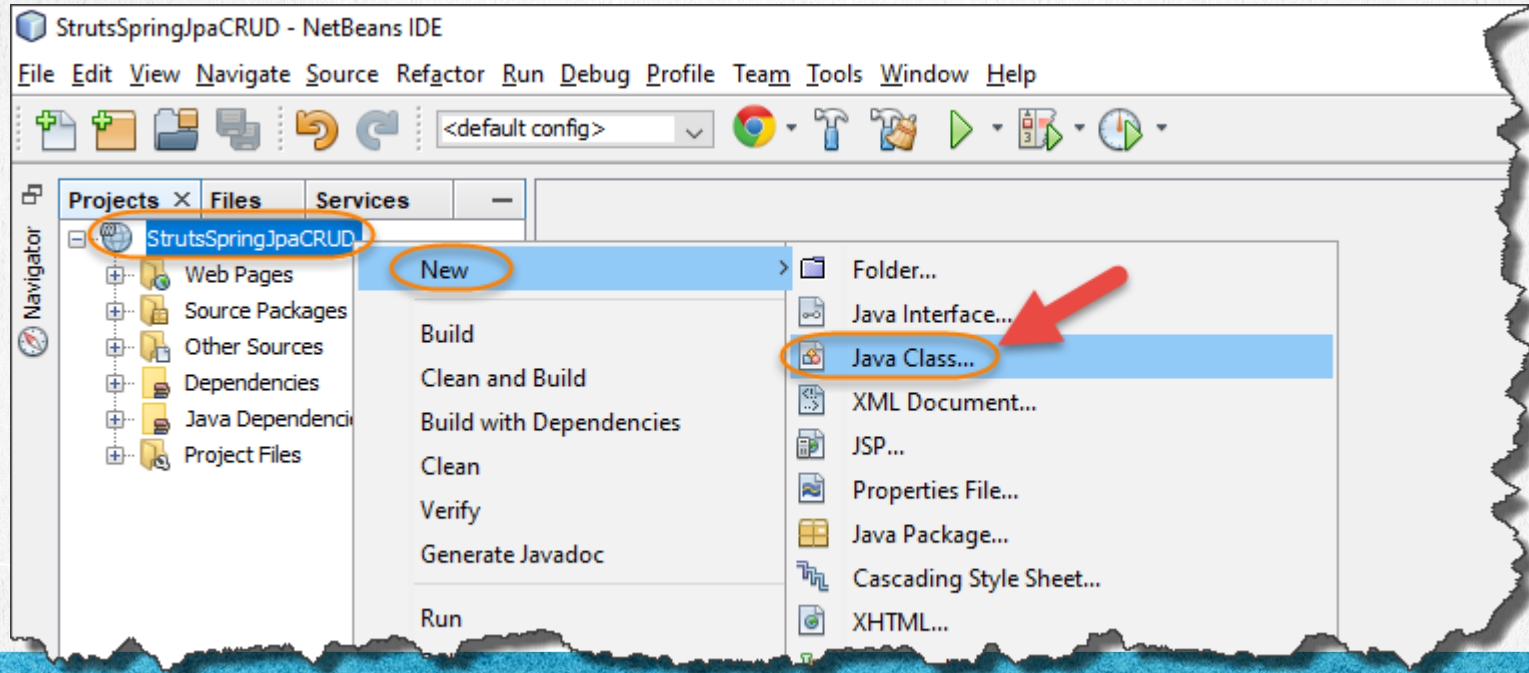 StrutsSpringJpaCRUD - NetBeans IDE
File Edit View Navigate Source Refactor Run Debug Profile Team Tools Window Help
<default config>
Projects Files Services
Navigator
StrutsSpringJpaCRUD
Web Pages
Source Packages
Other Sources
Dependencies
Java Dependenci
Project Files
New
Build
Clean and Build
Build with Dependencies
Clean
Verify
Generate Javadoc
Run
Folder...
Java Interface...
Java Class...
XML Document...
JSP...
Properties File...
Java Package...
Cascading Style Sheet...
XHTML...